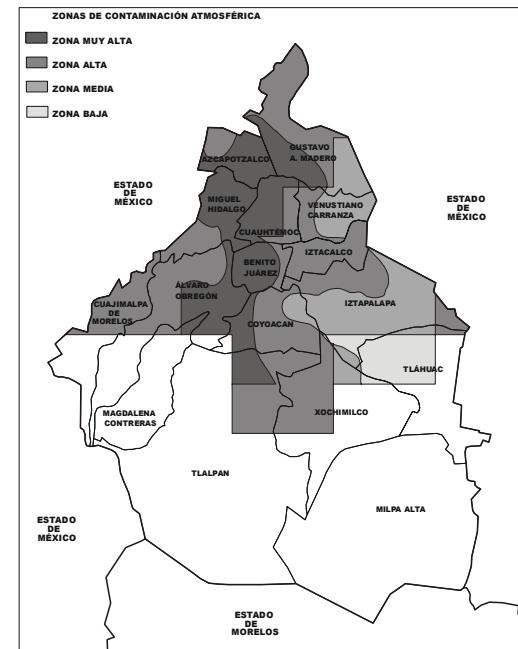 ZONAS DE CONTAMINACIÓN ATMOSFÉRICA
ZONA MUY ALTA
ZONA ALTA
ZONA MEDIA
ZONA BAJA
GUSTAVO
A. MADERO
AZCAPOTZALCO
ESTADO
DE
MÉXICO
MIGUEL
HIDALGO
VENUSTIANO
CARRANZA
ESTADO
DE
MÉXICO
CUAUHTÉMOC
IZTACALCO
BENITO
JUÁREZ
ÁLVARO
OBREGÓN
CUAJIMALPA
DE
MORELOS
IZTAPALAPA
COYOACAN
TLÁHUAC
MAGDALENA
CONTRERAS
XOCHIMILCO
TLALPAN
MILPA ALTA
ESTADO
DE
MÉXICO
ESTADO
DE
MORELOS